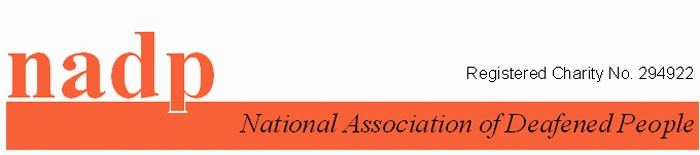 nadp
Registered Charity No. 294922
National Association of Deafened People